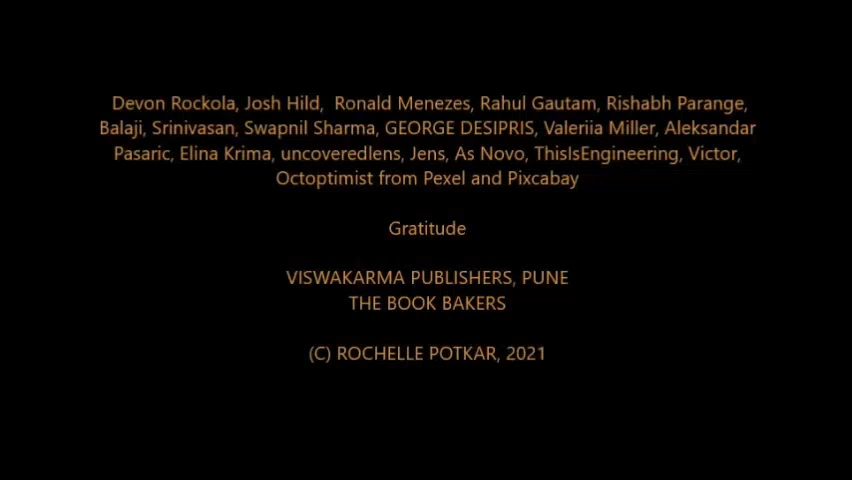 Devon Rockola, Josh Hild,  Ronald Menezes, Rahul Gautam, Rishabh Parange,
Balaji, Srinivasan, Swapnil Sharma, GEORGE DESIPRIS, Valeriia Miller, Aleksandar
Pasaric, Elina Krima, uncoveredlens, Jens, As Novo, ThisIsEngineering, Victor,
Octoptimist from Pexel and Pixcabay
Gratitude
VISWAKARMA PUBLISHERS, PUNE
THE BOOK BAKERS
(C) ROCHELLE POTKAR, 2021